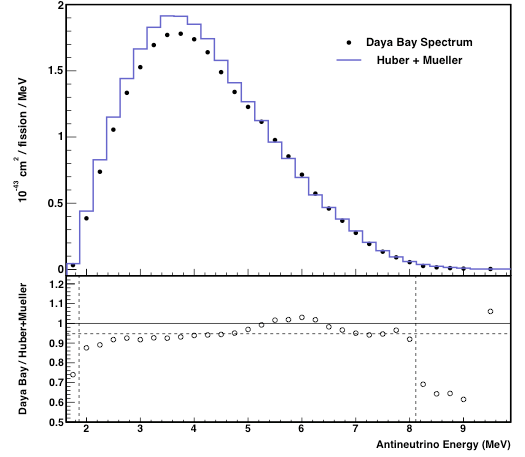 2
1.5
1
0.5
0
10⁻⁴³ cm² / fission / MeV
Daya Bay Spectrum
Huber + Mueller
1.2
1.1
1
0.9
0.8
0.7
0.6
0.5
Daya Bay / Huber+Mueller
2 3 4 5 6 7 8 9
Antineutrino Energy (MeV)